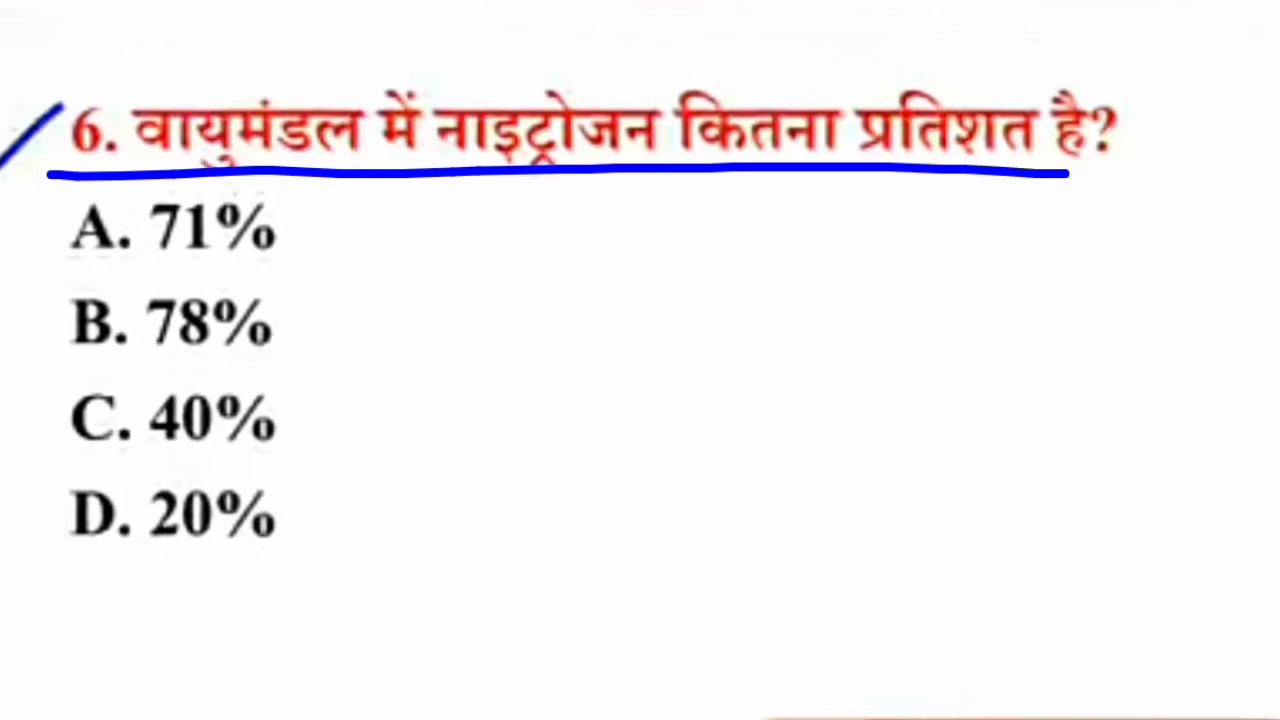 6. वायुमंडल में नाइट्रोजन कितना प्रतिशत है?
A. 71%
B. 78%
C. 40%
D. 20%